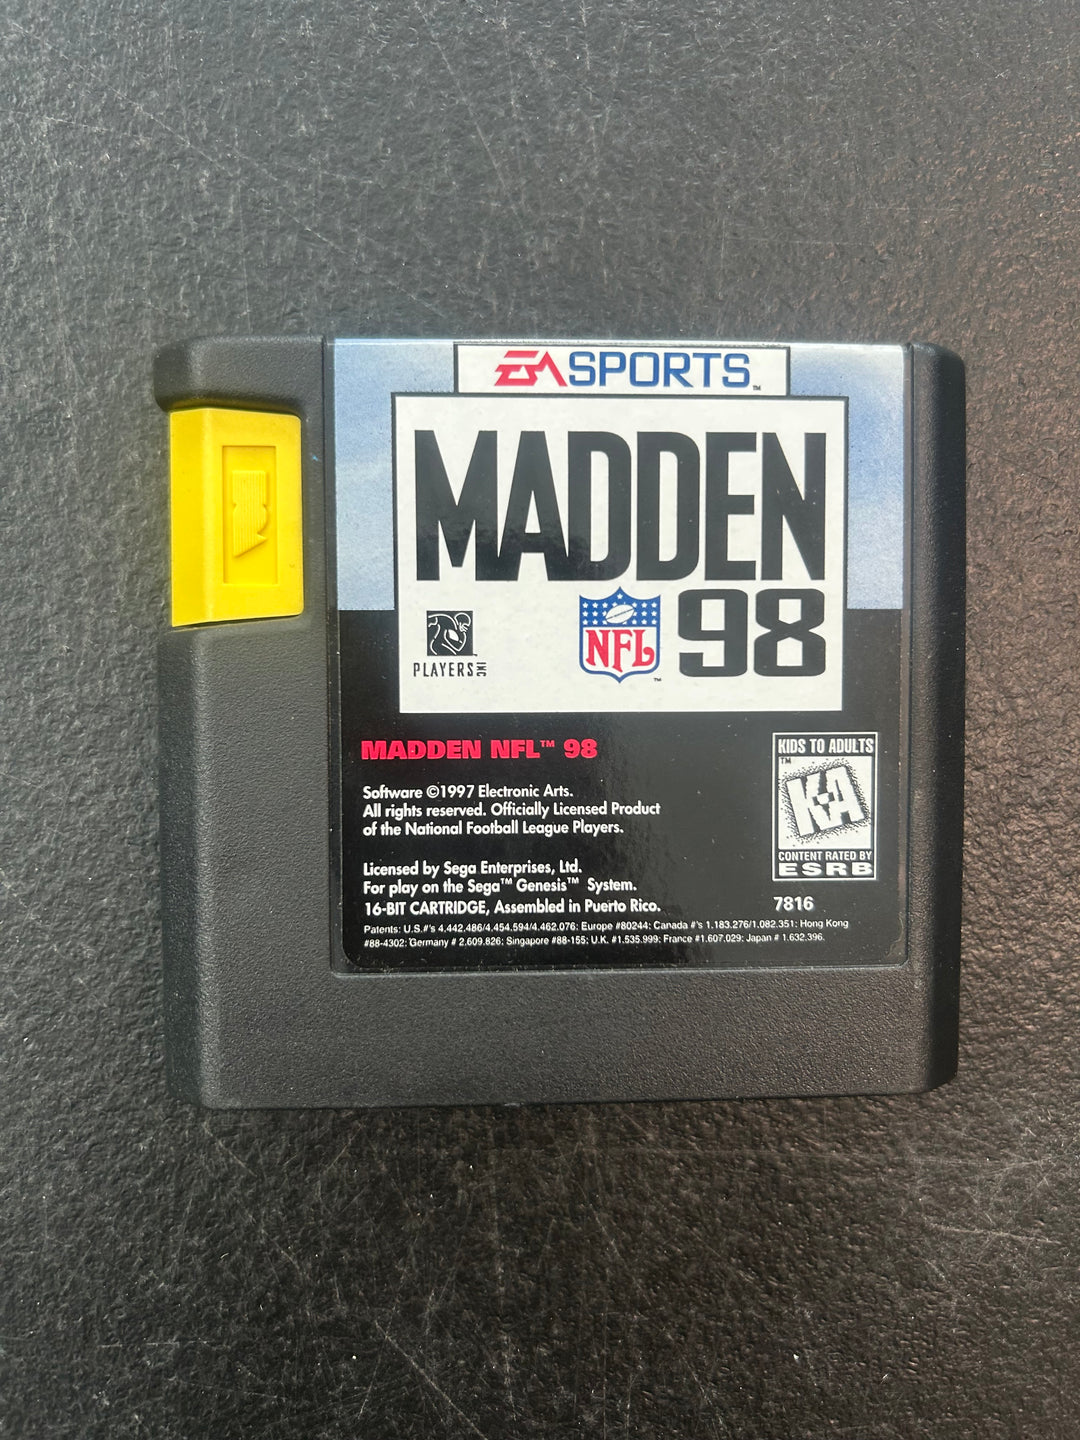 EA SPORTS™
MADDEN
NFL™ 98
PLAYERS INC
MADDEN NFL™ 98
Software ©1997 Electronic Arts.
All rights reserved. Officially Licensed Product
of the National Football League Players.
Licensed by Sega Enterprises, Ltd.
For play on the Sega™ Genesis™ System.
16-BIT CARTRIDGE, Assembled in Puerto Rico.
Patents: U.S.#'s 4.442.486/4.454.594/4.462.076: Europe #80244: Canada #'s 1.183.276/1.082.351: Hong Kong
#88-4302: Germany # 2.609.826; Singapore #88-155; U.K. #1.535.999; France #1.607.029; Japan # 1.632.396.
KIDS TO ADULTS
™
K-A
CONTENT RATED BY
ESRB
7816